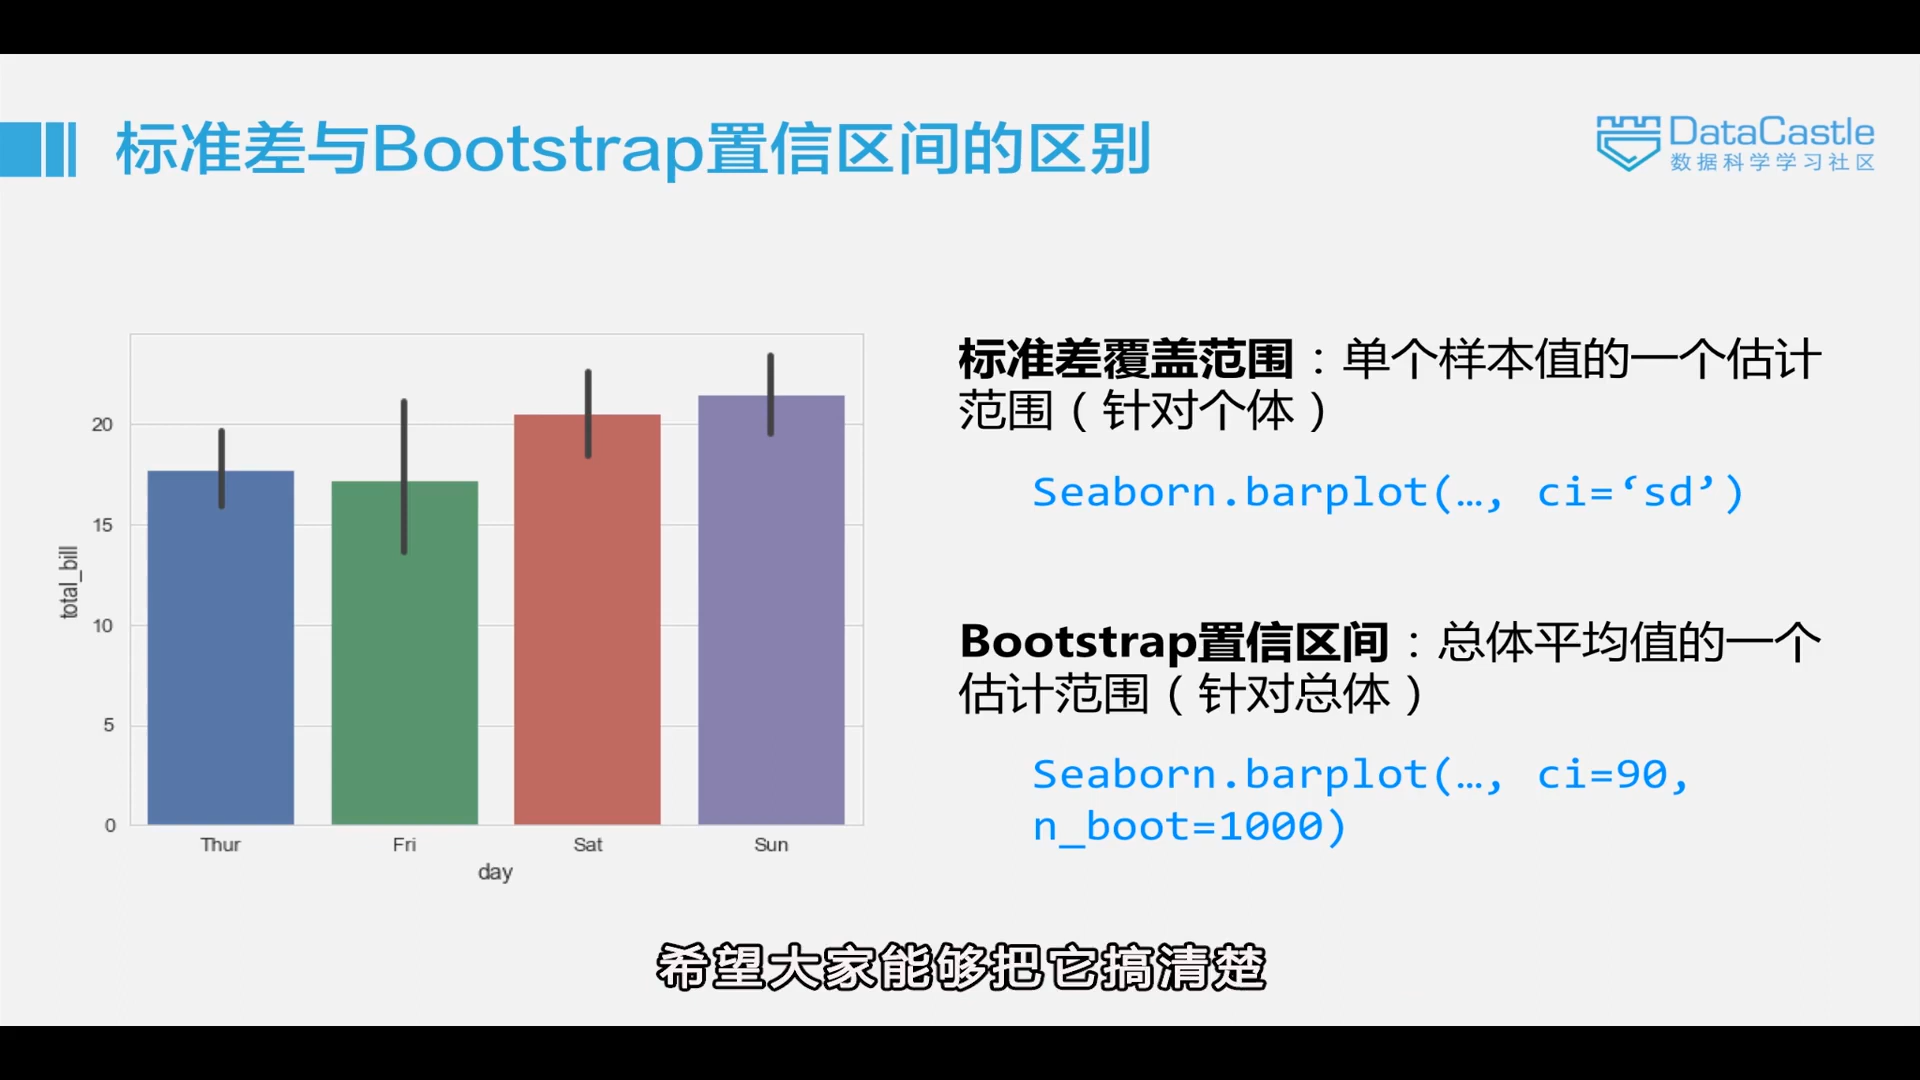 标准差与Bootstrap置信区间的区别
DataCastle
数据科学学习社区
标准差覆盖范围：单个样本值的一个估计
范围（针对个体）
Seaborn.barplot(…, ci=‘sd’)
Bootstrap置信区间：总体平均值的一个
估计范围（针对总体）
Seaborn.barplot(…, ci=90,
n_boot=1000)
20
15
10
5
0
total_bill
Thur
Fri
Sat
Sun
day
希望大家能够把它搞清楚